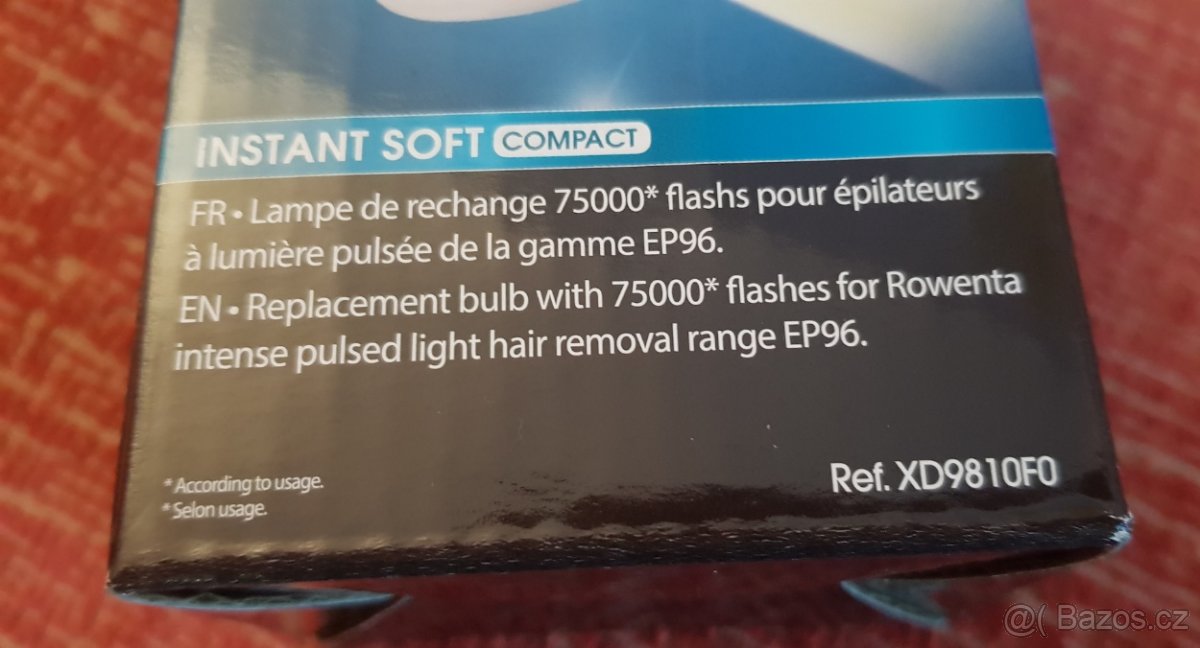 INSTANT SOFT COMPACT
FR • Lampe de rechange 75000* flashs pour épilateurs
à lumière pulsée de la gamme EP96.
EN • Replacement bulb with 75000* flashes for Rowenta
intense pulsed light hair removal range EP96.
* According to usage.
* Selon usage.
Ref. XD9810F0
@( Bazos.cz